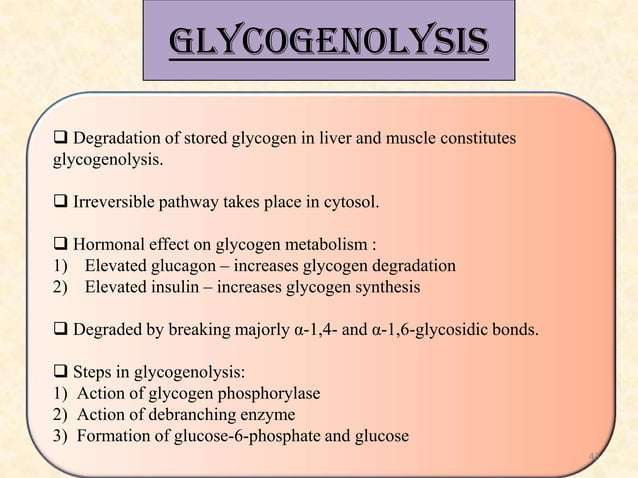 GLYCOGENOLYSIS
❑ Degradation of stored glycogen in liver and muscle constitutes
glycogenolysis.
❑ Irreversible pathway takes place in cytosol.
❑ Hormonal effect on glycogen metabolism :
1) Elevated glucagon – increases glycogen degradation
2) Elevated insulin – increases glycogen synthesis
❑ Degraded by breaking majorly α-1,4- and α-1,6-glycosidic bonds.
❑ Steps in glycogenolysis:
1) Action of glycogen phosphorylase
2) Action of debranching enzyme
3) Formation of glucose-6-phosphate and glucose